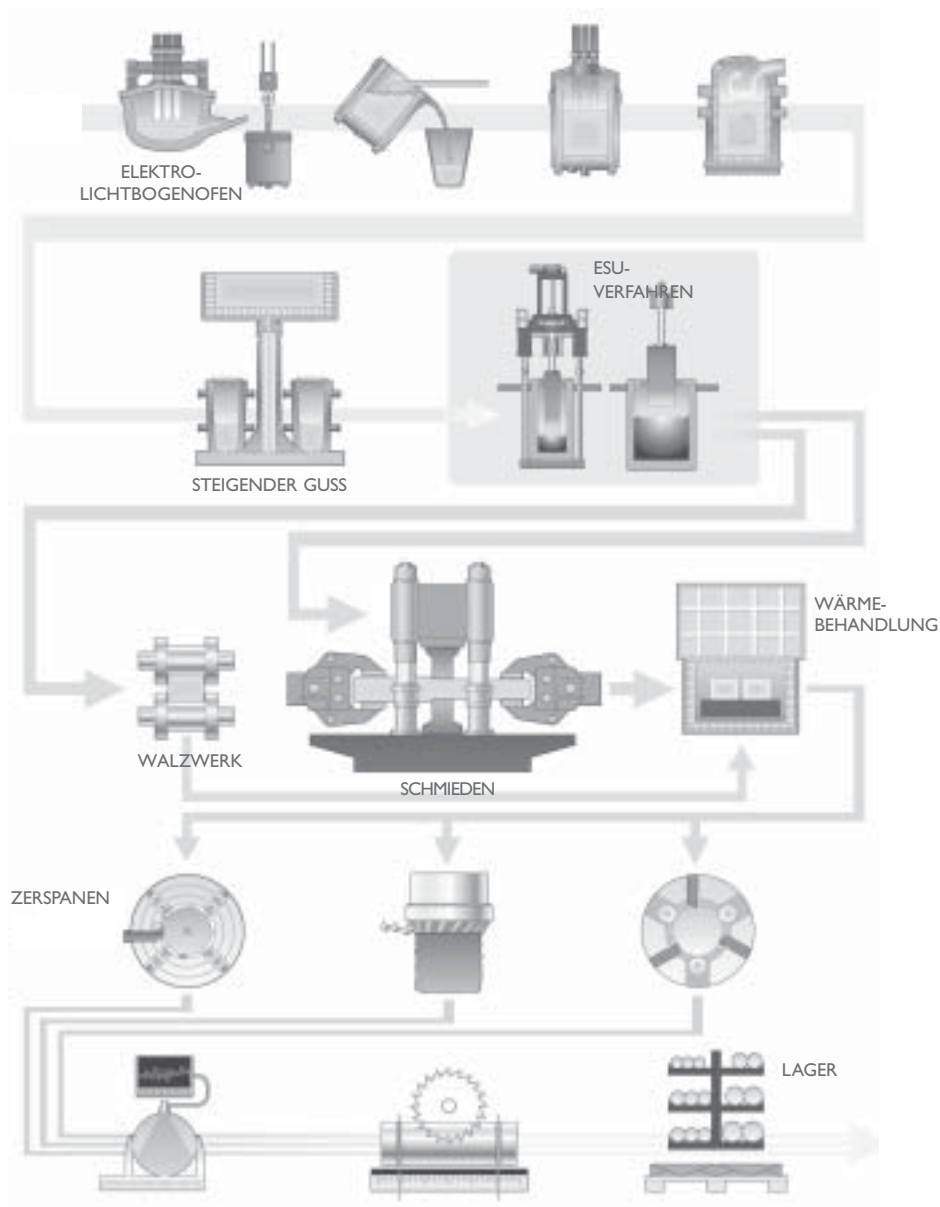 ELEKTRO-
LICHTBOGENOFEN
ESU-
VERFAHREN
STEIGENDER GUSS
WÄRME-
BEHANDLUNG
WALZWERK
SCHMIEDEN
ZERSPANEN
LAGER